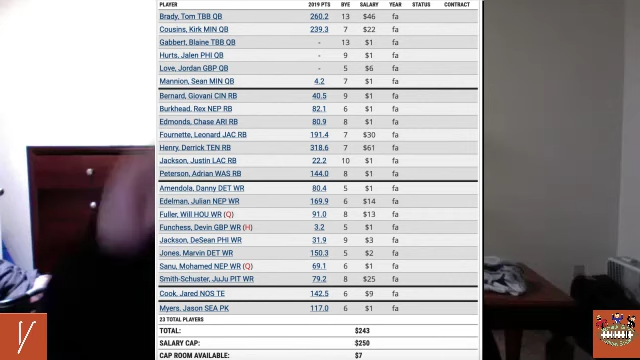 PLAYER 2019 PTS BYE SALARY YEAR STATUS CONTRACT
Brady, Tom TBB QB 260.2 13 $46 fa
Cousins, Kirk MIN QB 239.3 7 $22 fa
Gabbert, Blaine TBB QB - 13 $1 fa
Hurts, Jalen PHI QB - 9 $1 fa
Love, Jordan GBP QB - 5 $6 fa
Mannion, Sean MIN QB 4.2 7 $1 fa
Bernard, Giovani CIN RB 40.5 9 $1 fa
Burkhead, Rex NEP RB 82.1 6 $1 fa
Edmonds, Chase ARI RB 80.9 8 $1 fa
Fournette, Leonard JAC RB 191.4 7 $30 fa
Henry, Derrick TEN RB 318.6 7 $61 fa
Jackson, Justin LAC RB 22.2 10 $1 fa
Peterson, Adrian WAS RB 144.0 8 $1 fa
Amendola, Danny DET WR 80.4 5 $1 fa
Edelman, Julian NEP WR 169.9 6 $14 fa
Fuller, Will HOU WR (Q) 91.0 8 $13 fa
Funchess, Devin GBP WR (H) 3.2 5 $1 fa
Jackson, DeSean PHI WR 31.9 9 $3 fa
Jones, Marvin DET WR 150.3 5 $2 fa
Sanu, Mohamed NEP WR (Q) 69.1 6 $1 fa
Smith-Schuster, JuJu PIT WR 79.2 8 $25 fa
Cook, Jared NOS TE 142.5 6 $9 fa
Myers, Jason SEA PK 117.0 6 $1 fa
23 TOTAL PLAYERS
TOTAL: $243
SALARY CAP: $250
CAP ROOM AVAILABLE: $7